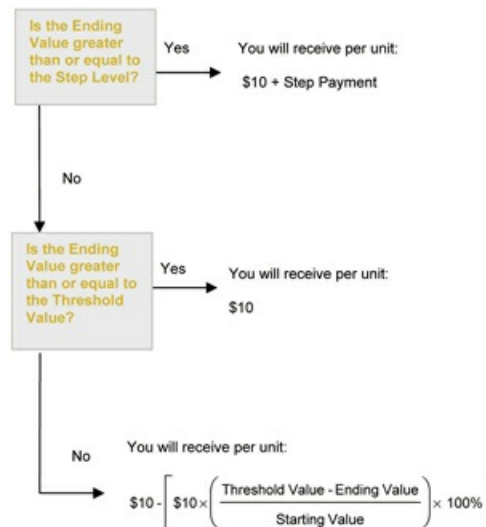 Is the Ending
Value greater
than or equal to
the Step Level?
Yes
You will receive per unit:
$10 + Step Payment
No
Is the Ending
Value greater
than or equal to
the Threshold
Value?
Yes
You will receive per unit:
$10
No
You will receive per unit:
$10 - [ $10 × ( Threshold Value - Ending Value
Starting Value ) × 100%